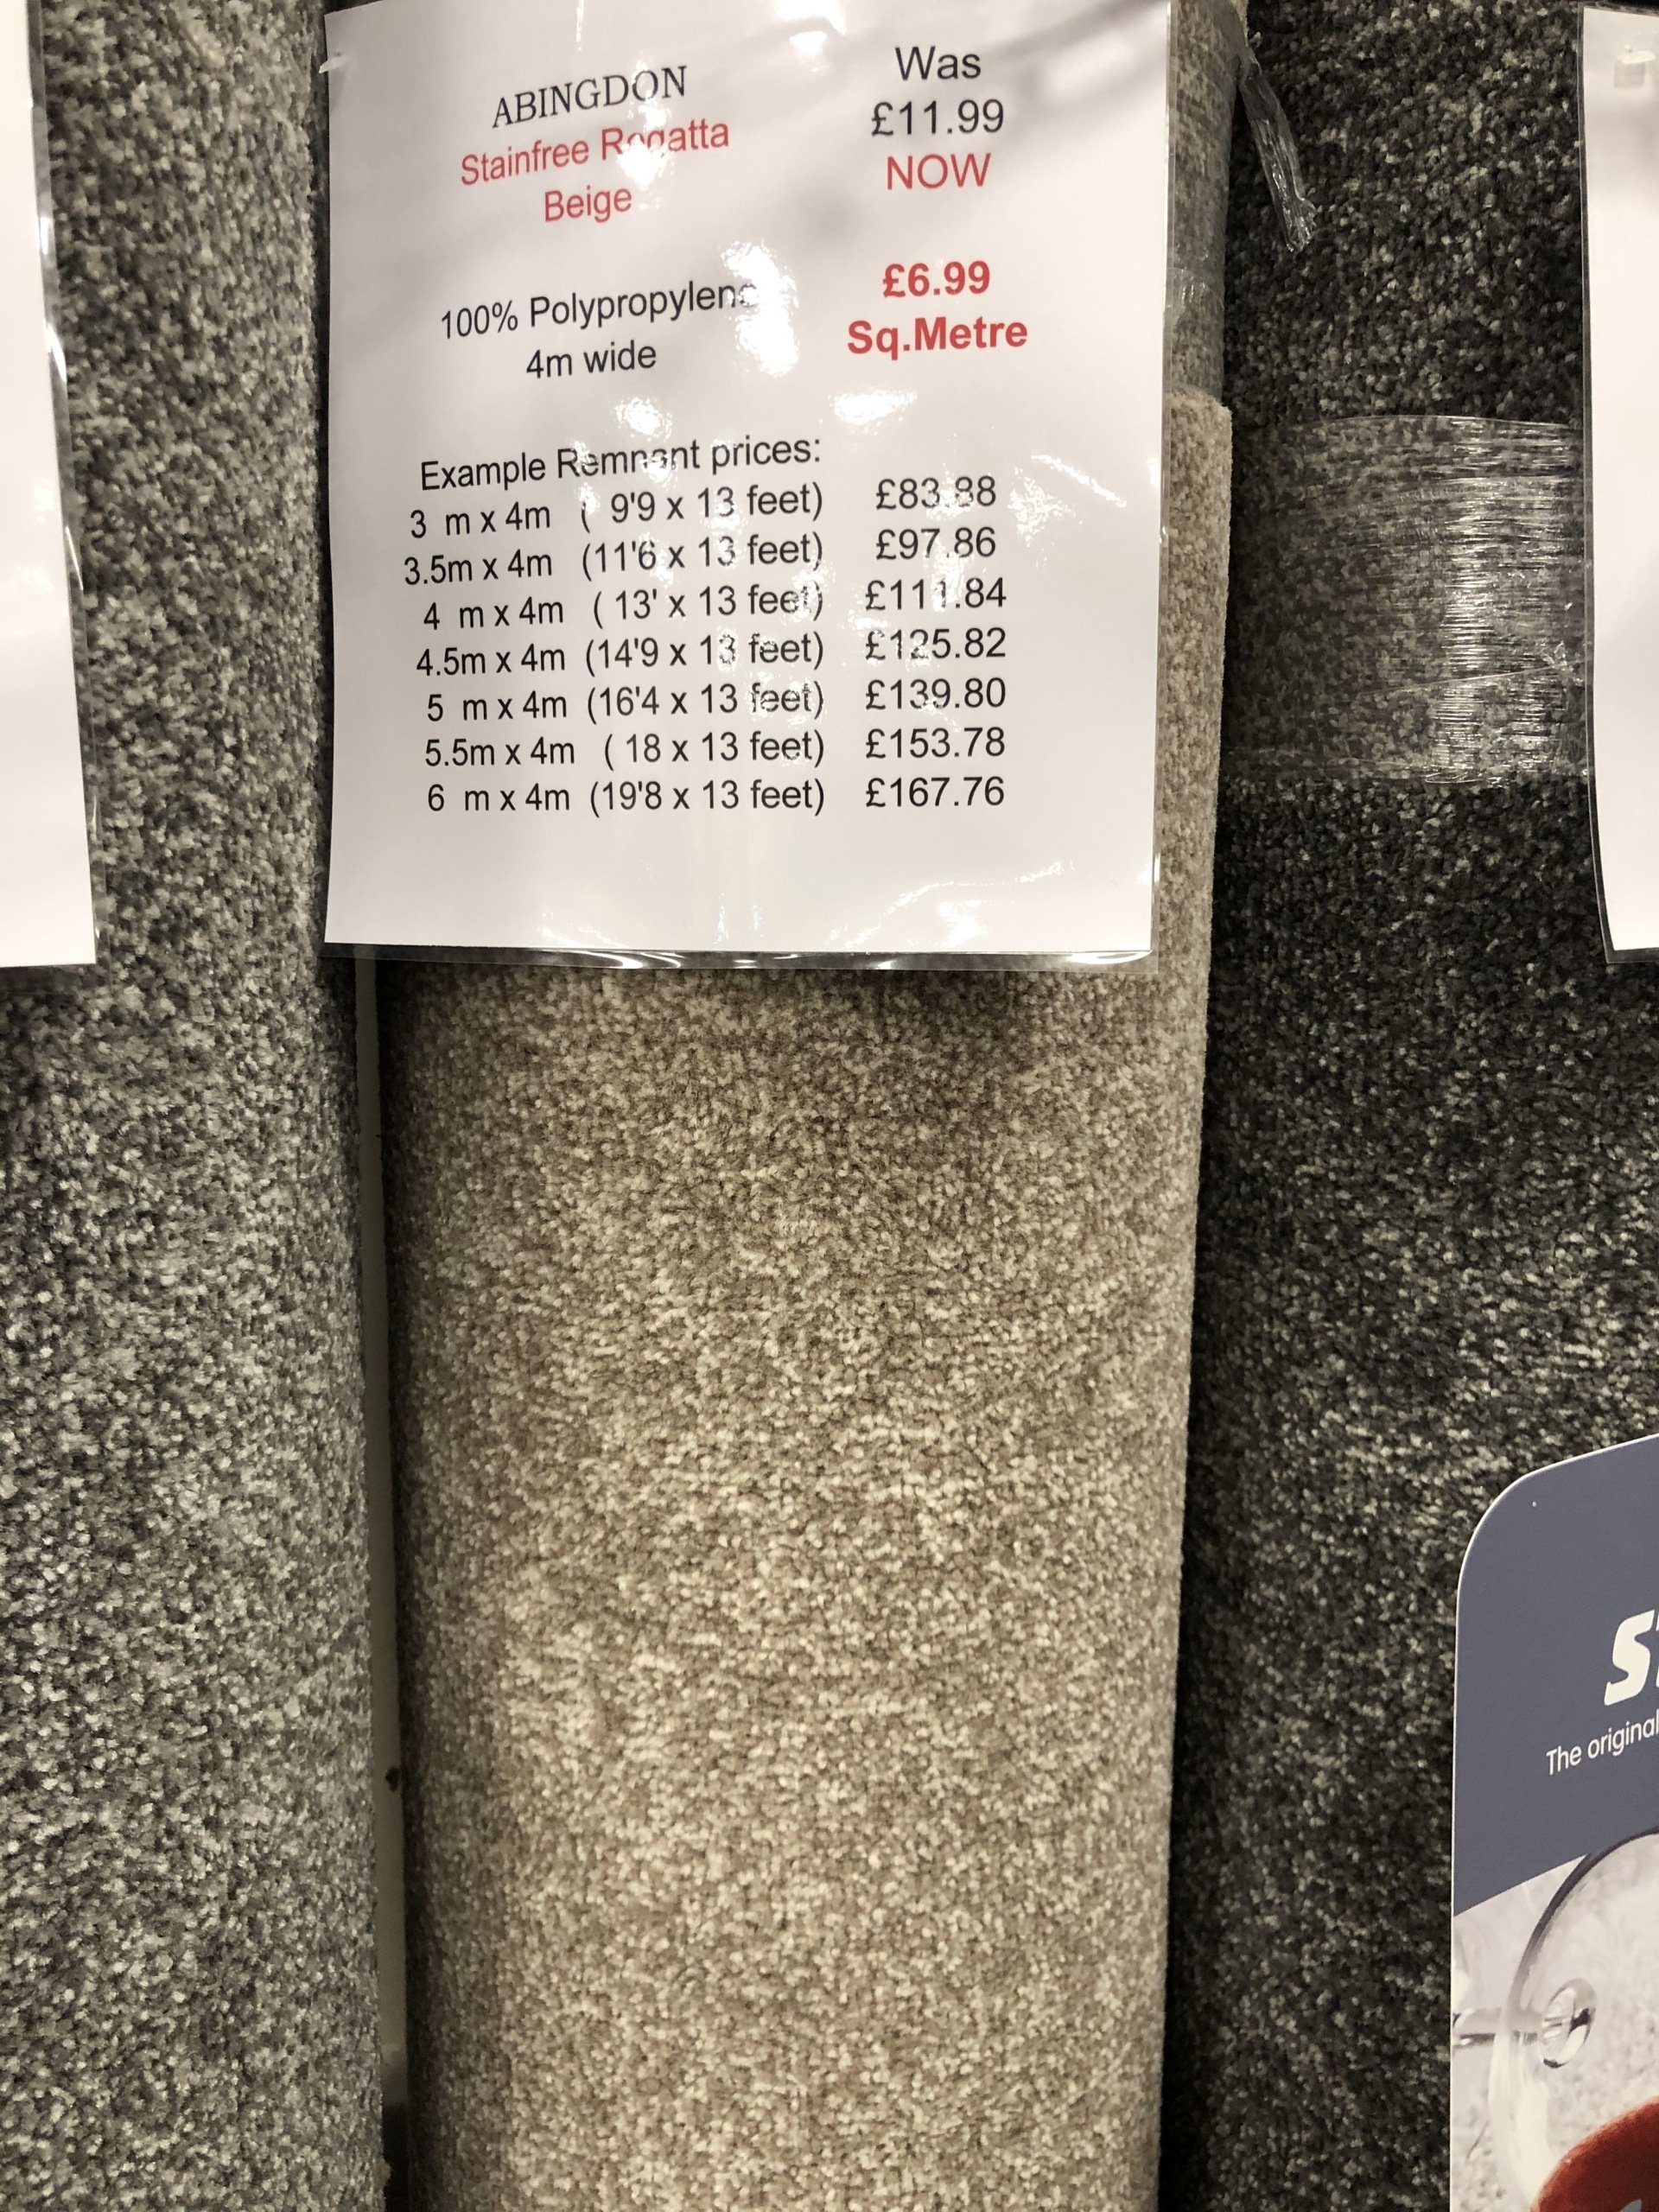 ABINGDON
Stainfree Regatta
Beige
Was
£11.99
NOW
£6.99
Sq.Metre
100% Polypropylene
4m wide
Example Remnant prices:
3 m x 4m ( 9'9 x 13 feet) £83.88
3.5m x 4m (11'6 x 13 feet) £97.86
4 m x 4m ( 13' x 13 feet) £111.84
4.5m x 4m (14'9 x 13 feet) £125.82
5 m x 4m (16'4 x 13 feet) £139.80
5.5m x 4m ( 18 x 13 feet) £153.78
6 m x 4m (19'8 x 13 feet) £167.76
The original